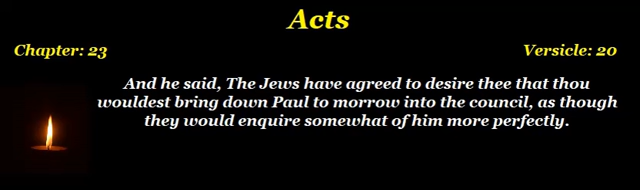 Acts
Chapter: 23
Versicle: 20
And he said, The Jews have agreed to desire thee that thou
wouldest bring down Paul to morrow into the council, as though
they would enquire somewhat of him more perfectly.